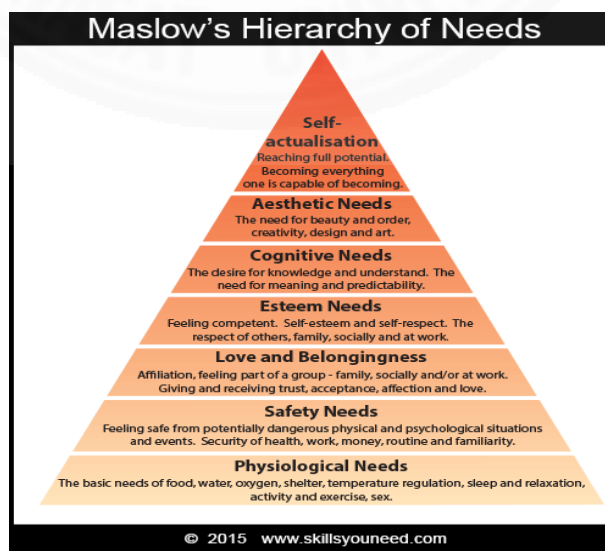 Maslow's Hierarchy of Needs
Self-
actualisation
Reaching full potential.
Becoming everything
one is capable of becoming.
Aesthetic Needs
The need for beauty and order,
creativity, design and art.
Cognitive Needs
The desire for knowledge and understand. The
need for meaning and predictability.
Esteem Needs
Feeling competent. Self-esteem and self-respect. The
respect of others, family, socially and at work.
Love and Belongingness
Affiliation, feeling part of a group - family, socially and/or at work.
Giving and receiving trust, acceptance, affection and love.
Safety Needs
Feeling safe from potentially dangerous physical and psychological situations
and events. Security of health, work, money, routine and familiarity.
Physiological Needs
The basic needs of food, water, oxygen, shelter, temperature regulation, sleep and relaxation,
activity and exercise, sex.
© 2015 www.skillsyouneed.com